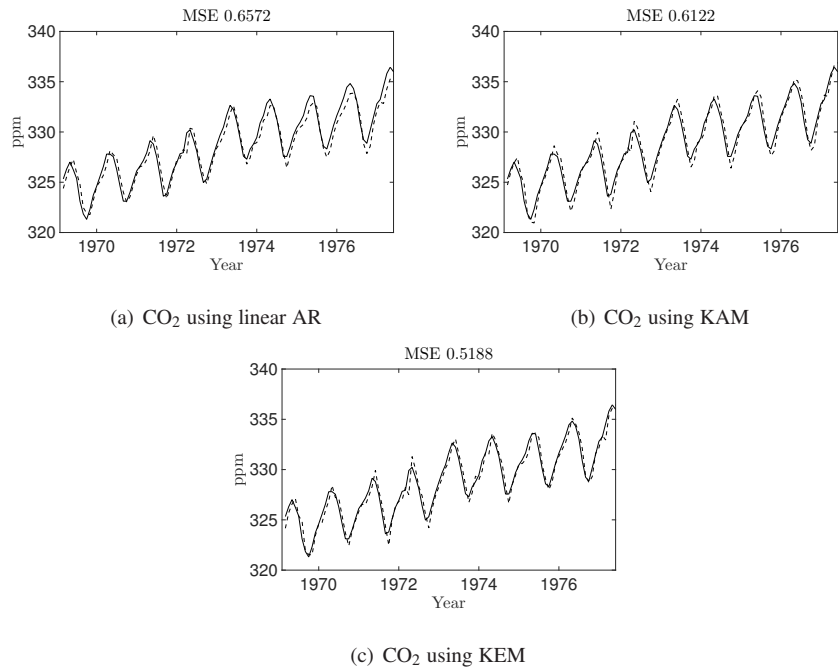 MSE 0.6572
335
330
325
320
ppm
1970
1972
1974
1976
Year
(a) CO₂ using linear AR
MSE 0.6122
340
335
330
325
320
ppm
1970
1972
1974
1976
Year
(b) CO₂ using KAM
MSE 0.5188
340
335
330
325
320
ppm
1970
1972
1974
1976
Year
(c) CO₂ using KEM